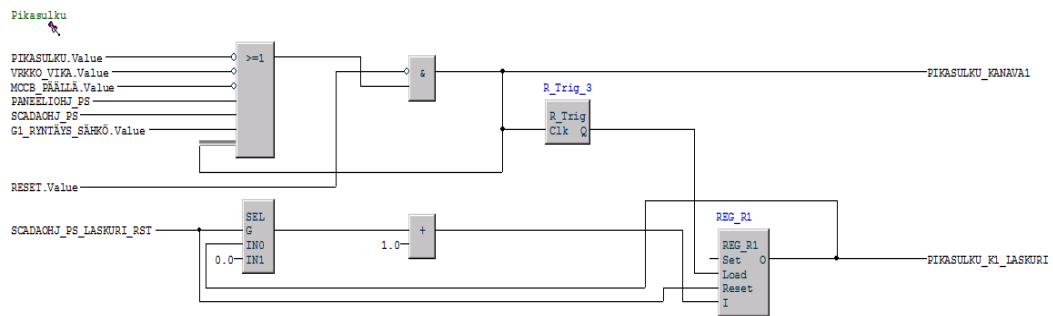 Pikasulku
PIKASULKU.Value
VRKKO_VIKA.Value
MCCB_PÄÄLLÄ.Value
PANEELIOHJ_PS
SCADAOHJ_PS
G1_RYNTÄYS_SÄHKÖ.Value
>=1
&
PIKASULKU_KANAVA1
R_Trig_3
R_Trig
Clk Q
RESET.Value
SCADAOHJ_PS_LASKURI_RST
SEL
G
IN0
0.0 IN1
1.0
+
REG_R1
REG_R1
Set O
Load
Reset
I
PIKASULKU_K1_LASKURI